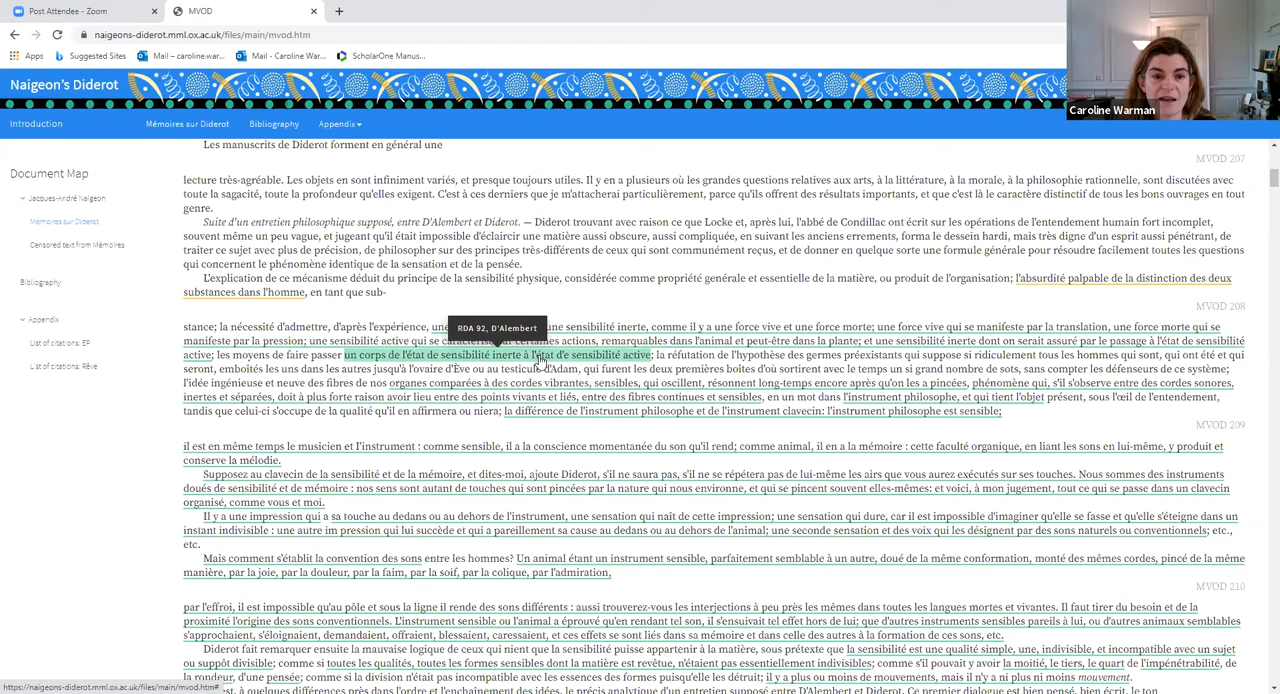 Post Attendee - Zoom
MVOD
naigeons-diderot.mml.ox.ac.uk/files/main/mvod.htm
Apps
Suggested Sites
Mail – caroline.war...
Mail - Caroline War...
ScholarOne Manus...
Caroline Warman
Naigeon's Diderot
Introduction
Mémoires sur Diderot
Bibliography
Appendix
Document Map
Jacques-André Naigeon
Mémoires sur Diderot
Censored text from Mémoires
Bibliography
Appendix
List of citations: EP
List of citations: Rêve
Les manuscrits de Diderot forment en général une
MVOD 207
lecture très-agréable. Les objets en sont infiniment variés, et presque toujours utiles. Il y en a plusieurs où les grandes questions relatives aux arts, à la littérature, à la morale, à la philosophie rationnelle, sont discutées avec
toute la sagacité, toute la profondeur qu'elles exigent. C'est à ces derniers que je m'attacherai particulièrement, parce qu'ils offrent des résultats importants, et que c'est là le caractère distinctif de tous les bons ouvrages en tout
genre.
Suite d'un entretien philosophique supposé, entre D'Alembert et Diderot. — Diderot trouvant avec raison ce que Locke et, après lui, l'abbé de Condillac ont écrit sur les opérations de l'entendement humain fort incomplet,
souvent même un peu vague, et jugeant qu'il était impossible d'éclaircir une matière aussi obscure, aussi compliquée, en suivant les anciens errements, forma le dessein hardi, mais très digne d'un esprit aussi pénétrant, de
traiter ce sujet avec plus de précision, de philosopher sur des principes très-différents de ceux qui sont communément reçus, et de donner en quelque sorte une formule générale pour résoudre facilement toutes les questions
qui concernent le phénomène identique de la sensation et de la pensée.
L'explication de ce mécanisme déduit du principe de la sensibilité physique, considérée comme propriété generale et essentielle de la matière, ou produit de l'organisation; l'absurdité palpable de la distinction des deux
substances dans l'homme, en tant que sub-
MVOD 208
stance; la nécessité d'admettre, d'après l'expérience, une
RDA 92, D'Alembert
une sensibilité inerte, comme il y a une force vive et une force morte; une force vive qui se manifeste par la translation, une force morte qui se
manifeste par la pression; une sensibilité active qui se caractérise par certaines actions, remarquables dans l'animal et peut-être dans la plante; et une sensibilité inerte dont on serait assuré par le passage à l'état de sensibilité
active; les moyens de faire passer un corps de l'état de sensibilité inerte à l'état d'e sensibilité active; la réfutation de l'hypothèse des germes préexistants qui suppose si ridiculement tous les hommes qui sont, qui ont été et qui
seront, emboités les uns dans les autres jusqu'à l'ovaire d'Ève ou au testicule d'Adam, qui furent les deux premières boîtes d'où sortirent avec le temps un si grand nombre de sots, sans compter les défenseurs de ce système;
l'idée ingénieuse et neuve des fibres de nos organes comparées à des cordes vibrantes, sensibles, qui oscillent, résonnent long-temps encore après qu'on les a pincées, phénomène qui, s'il s'observe entre des cordes sonores,
inertes et séparées, doit à plus forte raison avoir lieu entre des points vivants et liés, entre des fibres continues et sensibles, en un mot dans l'instrument philosophe, et qui tient l'objet présent, sous l'œil de l'entendement,
tandis que celui-ci s'occupe de la qualité qu'il en affirmera ou niera; la différence de l'instrument philosophe et de l'instrument clavecin: l'instrument philosophe est sensible;
MVOD 209
il est en même temps le musicien et l'instrument : comme sensible, il a la conscience momentanée du son qu'il rend; comme animal, il en a la mémoire : cette faculté organique, en liant les sons en lui-même, y produit et
conserve la mélodie.
Supposez au clavecin de la sensibilité et de la mémoire, et dites-moi, ajoute Diderot, s'il ne saura pas, s'il ne se répétera pas de lui-même les airs que vous aurez exécutés sur ses touches. Nous sommes des instruments
doués de sensibilité et de mémoire : nos sens sont autant de touches qui sont pincées par la nature qui nous environne, et qui se pincent souvent elles-mêmes: et voici, à mon jugement, tout ce qui se passe dans un clavecin
organisé, comme vous et moi.
Il y a une impression qui a sa touche au dedans ou au dehors de l'instrument, une sensation qui naît de cette impression; une sensation qui dure, car il est impossible d'imaginer qu'elle se fasse et qu'elle s'éteigne dans un
instant indivisible : une autre im pression qui lui succède et qui a pareillement sa cause au dedans ou au dehors de l'animal; une seconde sensation et des voix qui les désignent par des sons naturels ou conventionnels; etc.,
etc.
Mais comment s'établit la convention des sons entre les hommes? Un animal étant un instrument sensible, parfaitement semblable à un autre, doué de la même conformation, monté des mêmes cordes, pincé de la même
manière, par la joie, par la douleur, par la faim, par la soif, par la colique, par l'admiration,
MVOD 210
par l'effroi, il est impossible qu'au pôle et sous la ligne il rende des sons différents : aussi trouverez-vous les interjections à peu près les mêmes dans toutes les langues mortes et vivantes. Il faut tirer du besoin et de la
proximité l'origine des sons conventionnels. L'instrument sensible ou l'animal a éprouvé qu'en rendant tel son, il s'ensuivait tel effet hors de lui; que d'autres instruments sensibles pareils à lui, ou d'autres animaux semblables
s'approchaient, s'éloignaient, demandaient, offraient, blessaient, caressaient, et ces effets se sont liés dans sa mémoire et dans celle des autres à la formation de ces sons, etc.
Diderot fait remarquer ensuite la mauvaise logique de ceux qui nient que la sensibilité puisse appartenir à la matière, sous prétexte que la sensibilité est une qualité simple, une, indivisible, et incompatible avec un sujet
ou suppôt divisible; comme si toutes les qualités, toutes les formes sensibles dont la matière est revêtue, n'étaient pas essentiellement indivisibles; comme s'il pouvait y avoir la moitié, le tiers, le quart de l'impénétrabilité, de
la rondeur, d'une pensée; comme si l'indivision n'était pas incompatible avec les essences des formes puisqu'elles les détruit; il y a plus ou moins de mouvements, mais il n'y a ni plus ni moins mouvement.
https://naigeons-diderot.mml.ox.ac.uk/files/main/mvod.htm#